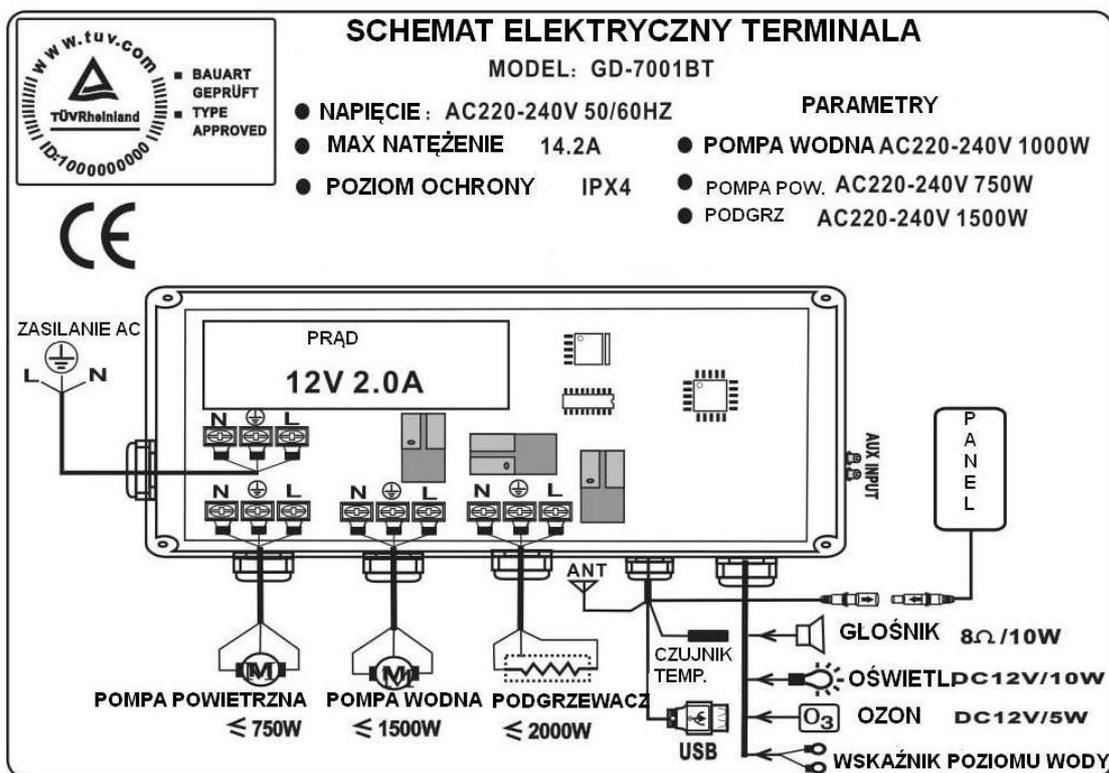 SCHEMAT ELEKTRYCZNY TERMINALA
MODEL: GD-7001BT
www.tuv.com
TÜVRheinland
ID:1000000000
BAUART
GEPRÜFT
TYPE
APPROVED
NAPIĘCIE : AC220-240V 50/60HZ
MAX NATĘŻENIE 14.2A
POZIOM OCHRONY IPX4
PARAMETRY
POMPA WODNA AC220-240V 1000W
POMPA POW. AC220-240V 750W
PODGRZ AC220-240V 1500W
CE
ZASILANIE AC
L N
PRĄD
12V 2.0A
N L
N L
N L
N L
AUX INPUT
PANEL
ANT
POMPA POWIETRZNA
≤ 750W
POMPA WODNA
≤ 1500W
PODGRZEWACZ
≤ 2000W
M
M
CZUJNIK
TEMP.
USB
GŁOŚNIK 8Ω/10W
OŚWIETL DC12V/10W
O3 OZON DC12V/5W
WSKAŹNIK POZIOMU WODY